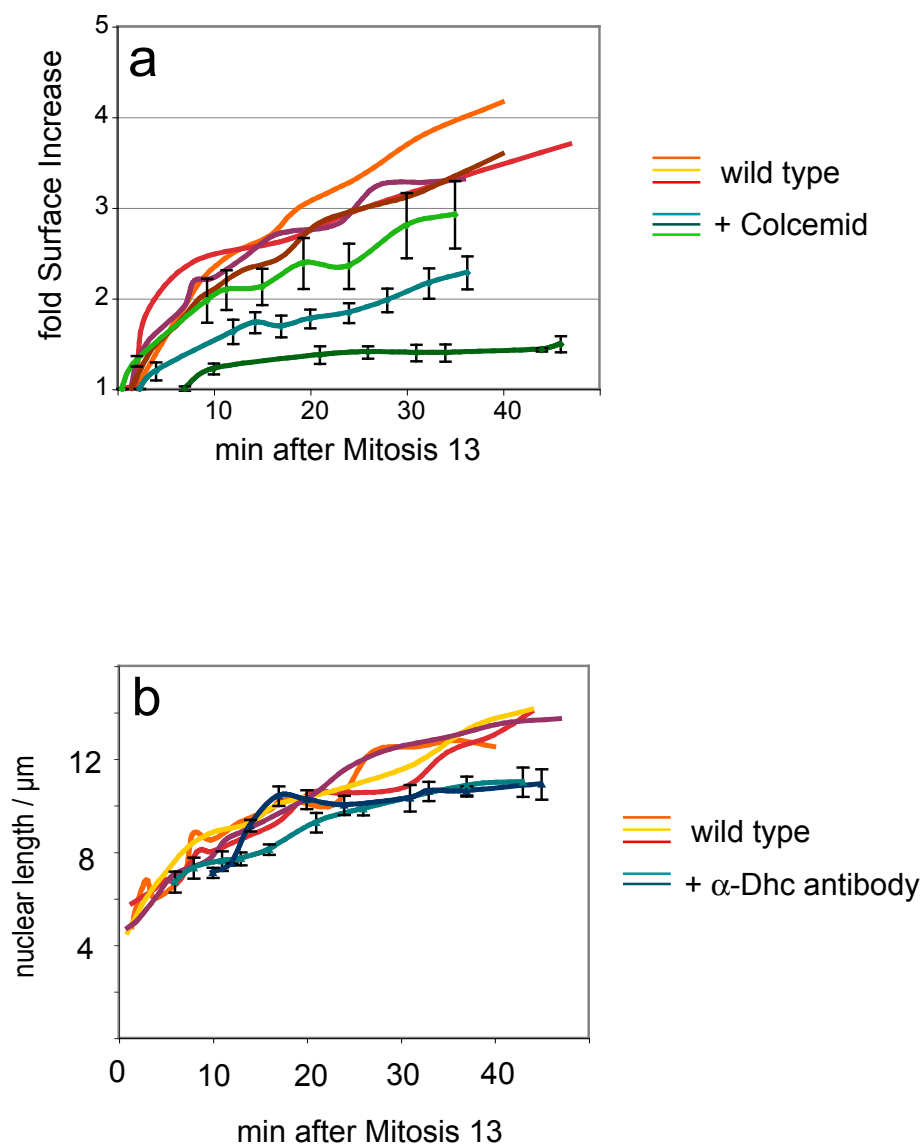 a
5
4
3
2
1
fold Surface Increase
10 20 30 40
min after Mitosis 13
wild type
+ Colcemid
b
12
8
4
nuclear length / µm
0 10 20 30 40
min after Mitosis 13
wild type
+ α-Dhc antibody